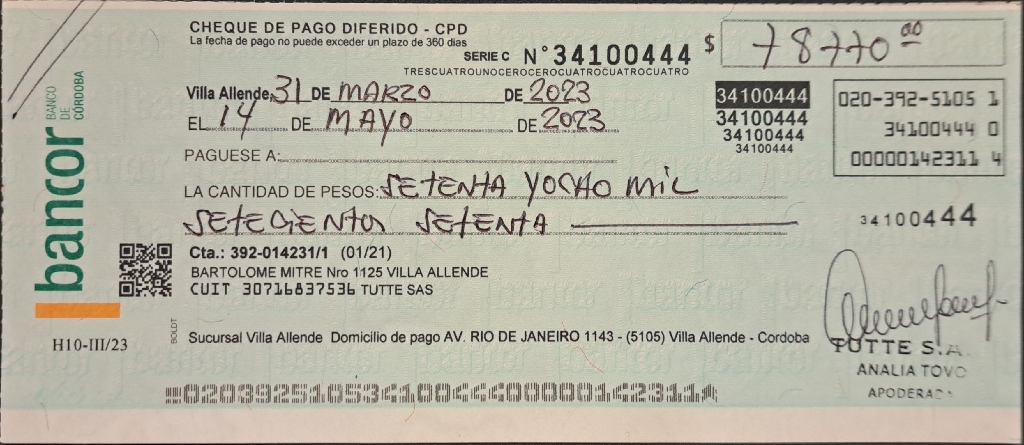 CHEQUE DE PAGO DIFERIDO - CPD
La fecha de pago no puede exceder un plazo de 360 dias
SERIE C N°34100444
TRESCUATROUNOCEROCEROCUATROCUATROCUATRO
$ 78770 00
Villa Allende, 31 DE MARZO DE 2023
EL 14 DE MAYO DE 2023
34100444
34100444
34100444
34100444
020-392-5105 1
34100444 0
00000142311 4
PAGUESE A:
LA CANTIDAD DE PESOS: SETENTA Y OCHO MIL
SETECIENTOS SETENTA
34100444
bancor
BANCO
DE
CÓRDOBA
Cta.: 392-014231/1 (01/21)
BARTOLOME MITRE Nro 1125 VILLA ALLENDE
CUIT 30716837536 TUTTE SAS
BOLDT
H10-III/23
Sucursal Villa Allende Domicilio de pago AV. RIO DE JANEIRO 1143 - (5105) Villa Allende - Cordoba
TUTTE S.A.
ANALIA TOVO
APODERADA
020392510534100444000001423114